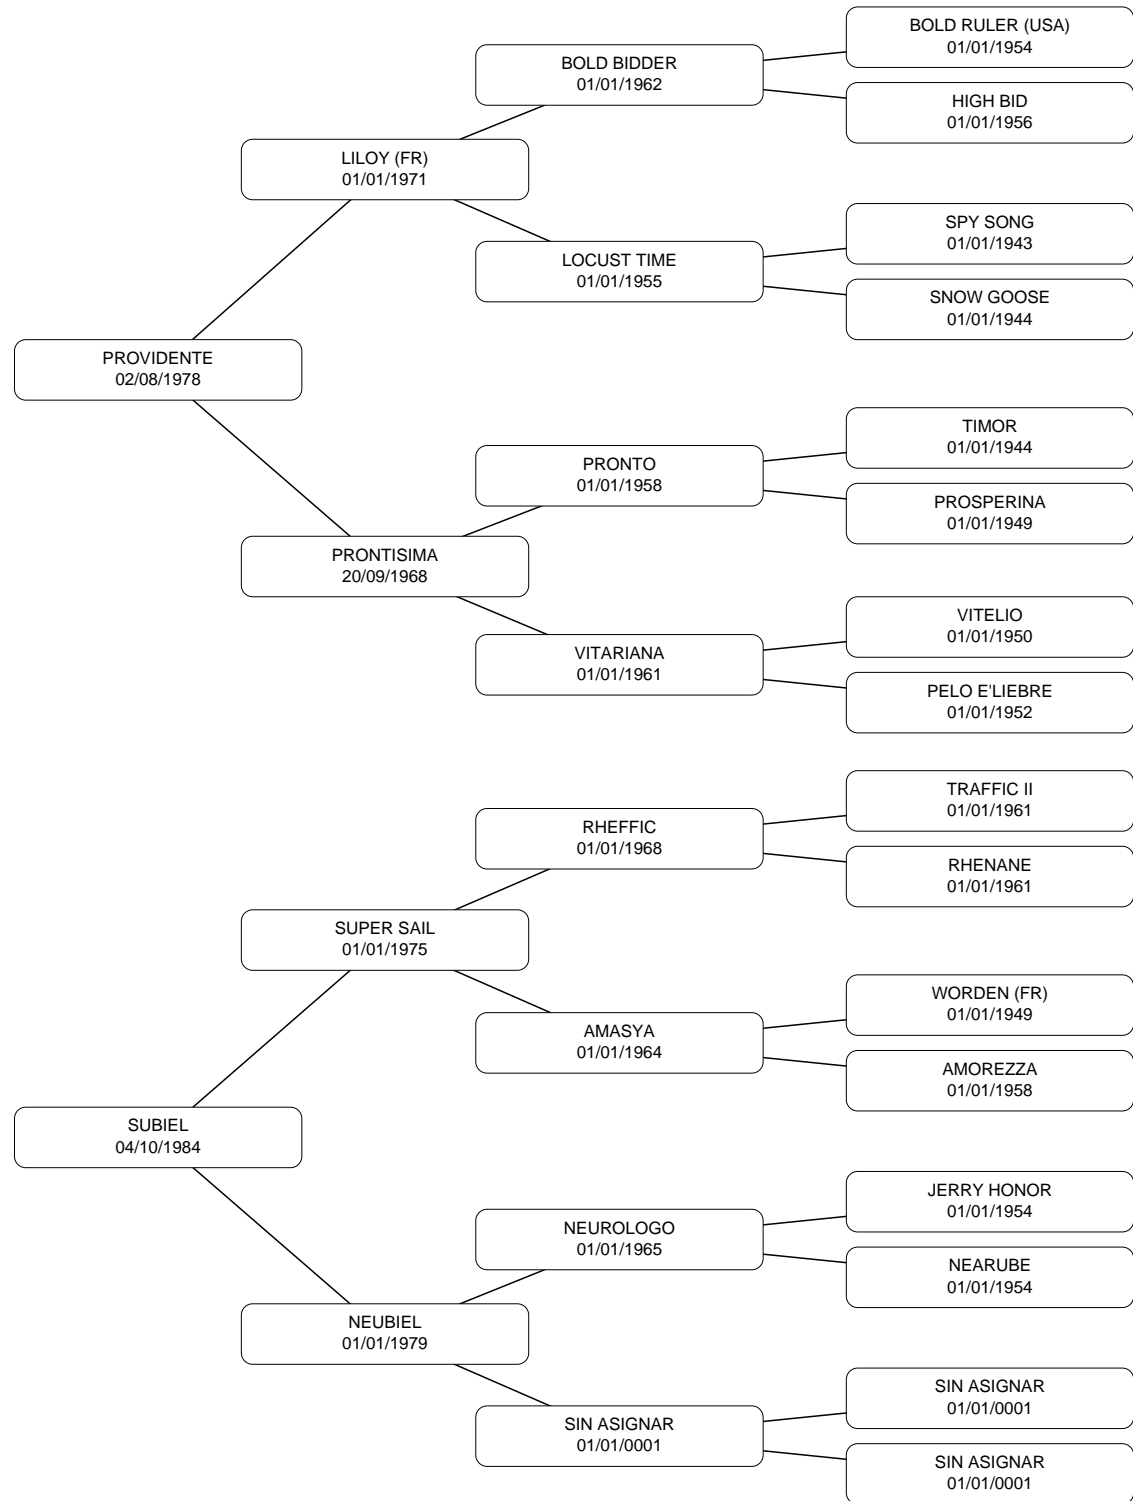 BOLD RULER (USA)
01/01/1954
BOLD BIDDER
01/01/1962
HIGH BID
01/01/1956
LILOY (FR)
01/01/1971
SPY SONG
01/01/1943
LOCUST TIME
01/01/1955
SNOW GOOSE
01/01/1944
PROVIDENTE
02/08/1978
TIMOR
01/01/1944
PRONTO
01/01/1958
PROSPERINA
01/01/1949
PRONTISIMA
20/09/1968
VITELIO
01/01/1950
VITARIANA
01/01/1961
PELO E'LIEBRE
01/01/1952
TRAFFIC II
01/01/1961
RHEFFIC
01/01/1968
RHENANE
01/01/1961
SUPER SAIL
01/01/1975
WORDEN (FR)
01/01/1949
AMASYA
01/01/1964
AMOREZZA
01/01/1958
SUBIEL
04/10/1984
JERRY HONOR
01/01/1954
NEUROLOGO
01/01/1965
NEARUBE
01/01/1954
NEUBIEL
01/01/1979
SIN ASIGNAR
01/01/0001
SIN ASIGNAR
01/01/0001
SIN ASIGNAR
01/01/0001